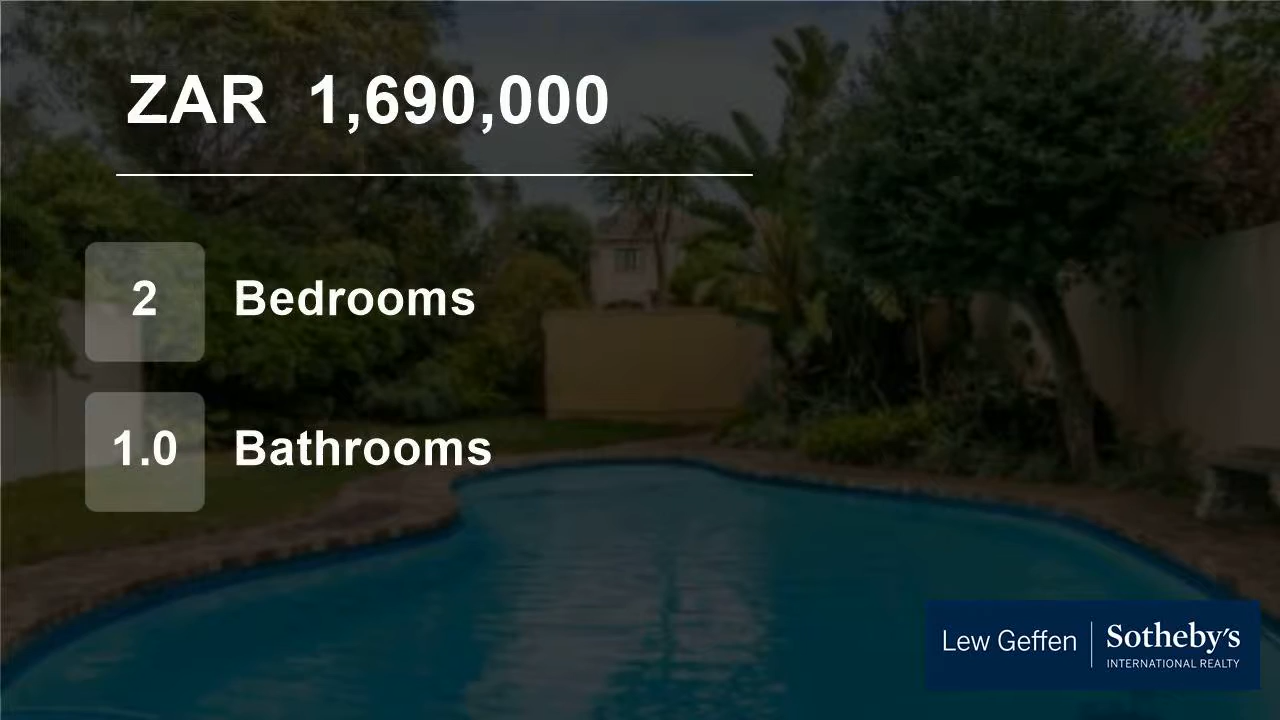 ZAR 1,690,000
2 Bedrooms
1.0 Bathrooms
Lew Geffen
Sotheby's
INTERNATIONAL REALTY